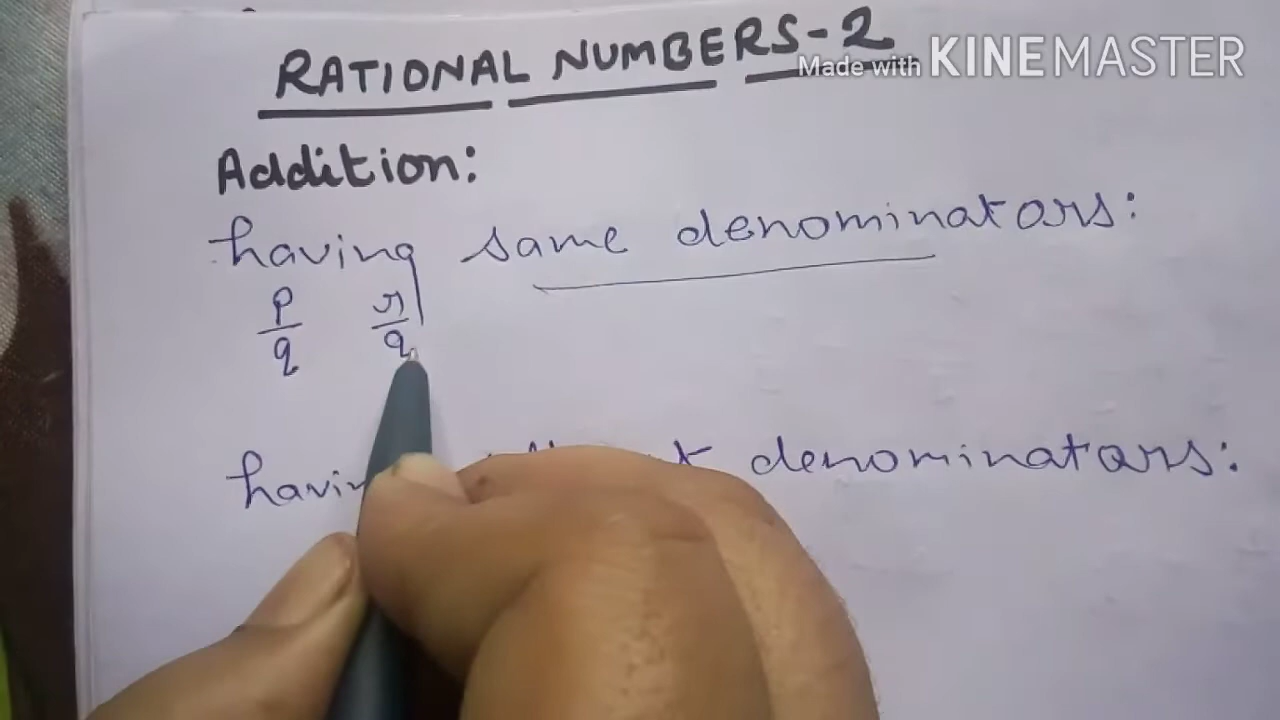 RATIONAL NUMBERS-2
Made with KINEMASTER
Addition:
having same denominators:
p/q r/q
denominators: